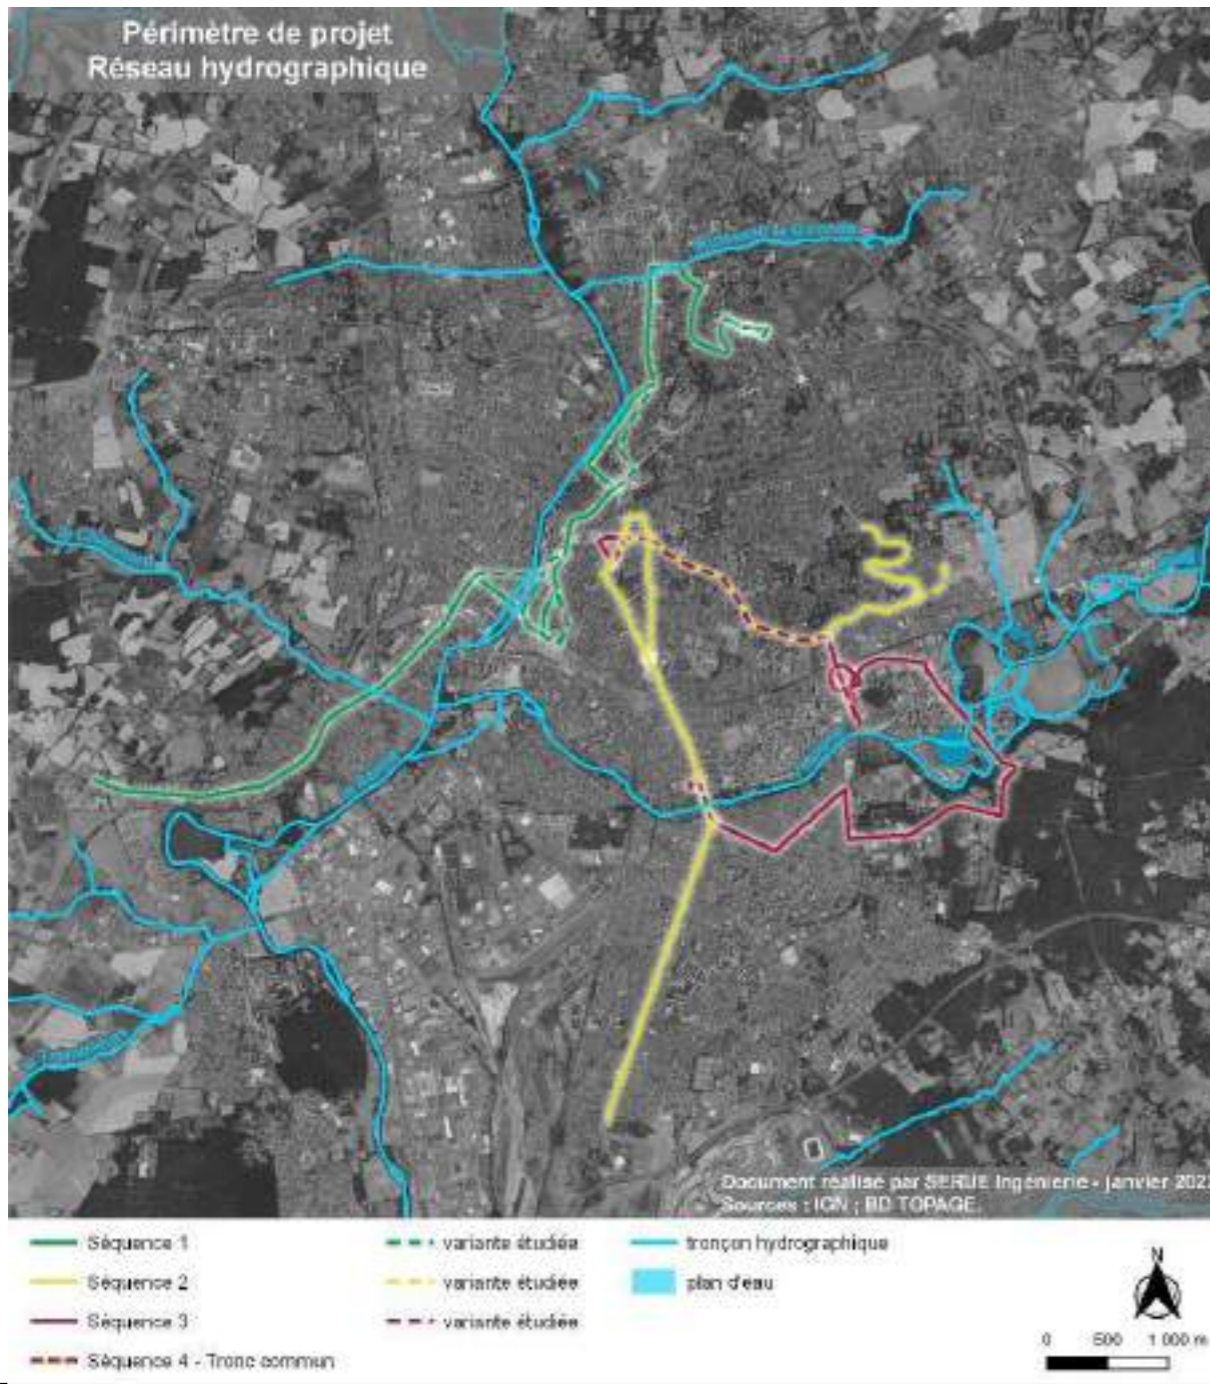 Périmètre de projet
Réseau hydrographique
Document réalisé par SERUE Ingénierie - janvier
Sources : IGN ; BD TOPAGE.
Séquence 1
variante étudiée
tronçon hydrographique
Séquence 2
variante étudiée
plan d'eau
Séquence 3
variante étudiée
Séquence 4 - Tronc commun
N
0 500 1 000 m